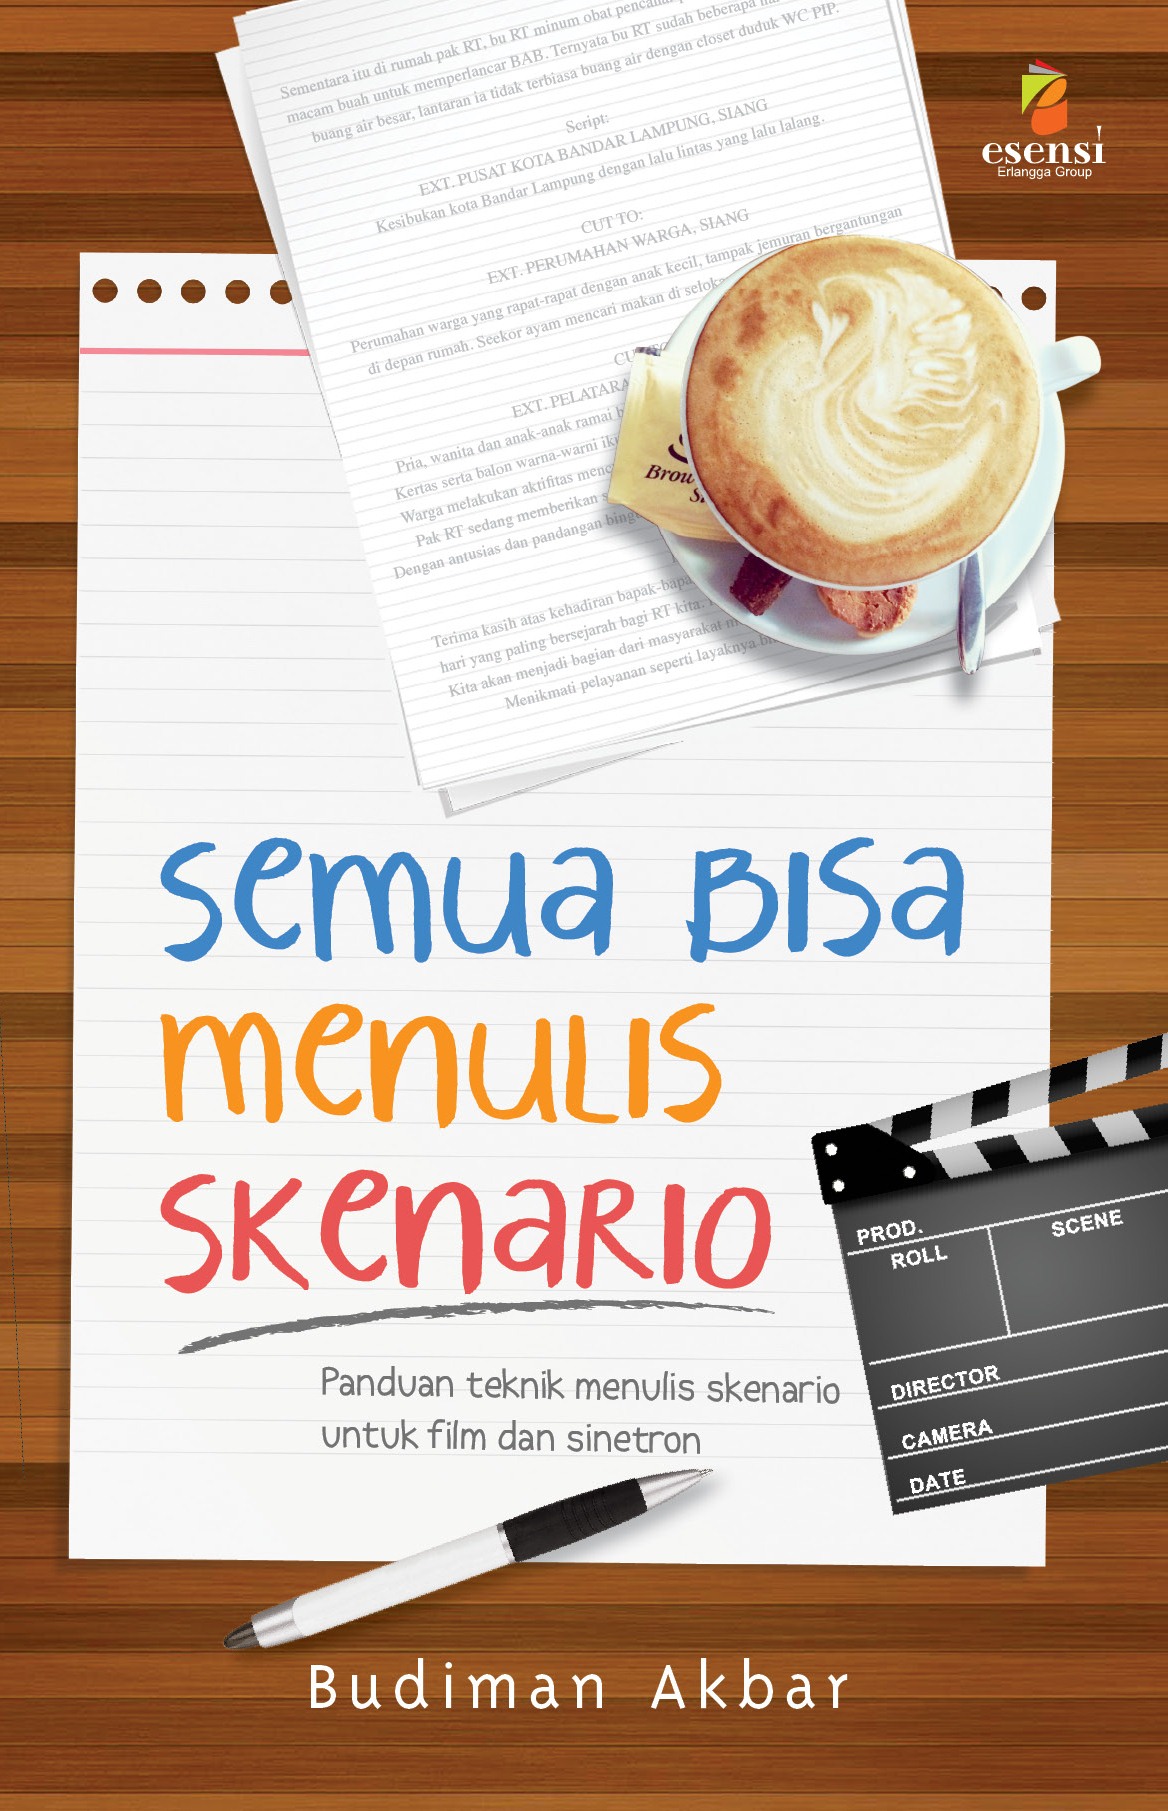 Sementara itu di rumah pak RT, bu RT minum obat
macam buah untuk memperlancar BAB. Ternyata bu RT sudah beberapa
buang air besar, lantaran ia tidak terbiasa buang air dengan closet duduk WC PIP.
Script:
EXT. PUSAT KOTA BANDAR LAMPUNG, SIANG
Kesibukan kota Bandar Lampung dengan lalu lintas yang lalu lalang.
CUT TO:
EXT. PERUMAHAN WARGA, SIANG
Perumahan warga yang rapat-rapat dengan anak kecil, tampak jemuran bergantungan
di depan rumah. Seekor ayam mencari makan di
EXT.
Pria, wanita dan anak-anak ramai
Kertas serta balon warna-warni
Warga melakukan aktifitas
Pak RT sedang memberikan
Dengan antusias dan pandangan
Terima kasih atas kehadiran
hari yang paling bersejarah bagi RT kita.
Kita akan menjadi bagian dari masyarakat
Menikmati pelayanan seperti layaknya
esensi
Erlangga Group
semua Bisa
menulis
skenario
Panduan teknik menulis skenario
untuk film dan sinetron
PROD.
SCENE
ROLL
DIRECTOR
CAMERA
DATE
Budiman Akbar